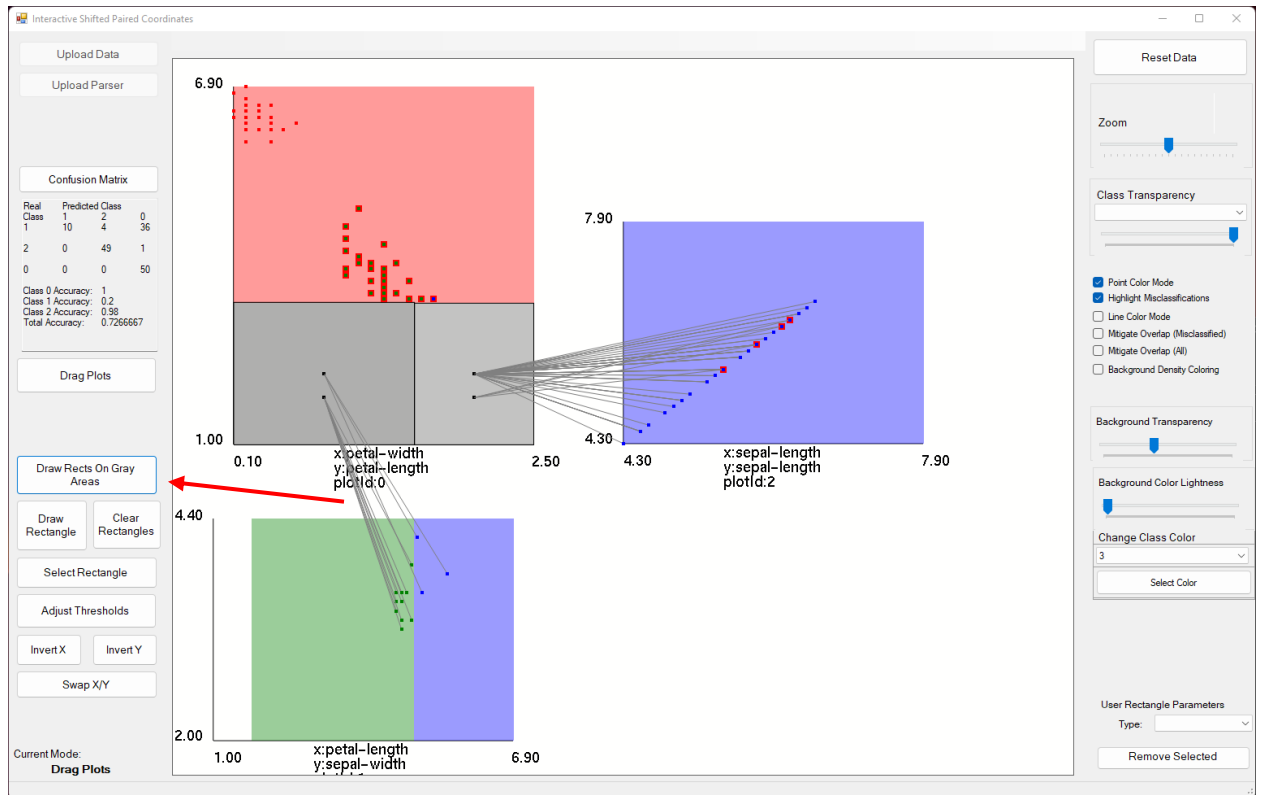 Interactive Shifted Paired Coordinates
Upload Data
Upload Parser
Confusion Matrix
Real Predicted Class
Class 1 2 0
1 10 4 36
2 0 49 1
0 0 0 50
Class 0 Accuracy: 1
Class 1 Accuracy: 0.2
Class 2 Accuracy: 0.98
Total Accuracy: 0.7266667
Drag Plots
Draw Rects On Gray
Areas
Draw
Rectangle
Clear
Rectangles
Select Rectangle
Adjust Thresholds
Invert X
Invert Y
Swap X/Y
Current Mode:
Drag Plots
6.90
1.00
0.10
x:petal-width
y:petal-length
plotId:0
2.50
7.90
4.30
4.30
x:sepal-length
y:sepal-length
plotId:2
7.90
4.40
2.00
1.00
x:petal-length
y:sepal-width
6.90
Reset Data
Zoom
Class Transparency
Point Color Mode
Highlight Misclassifications
Line Color Mode
Mitigate Overlap (Misclassified)
Mitigate Overlap (All)
Background Density Coloring
Background Transparency
Background Color Lightness
Change Class Color
3
Select Color
User Rectangle Parameters
Type:
Remove Selected